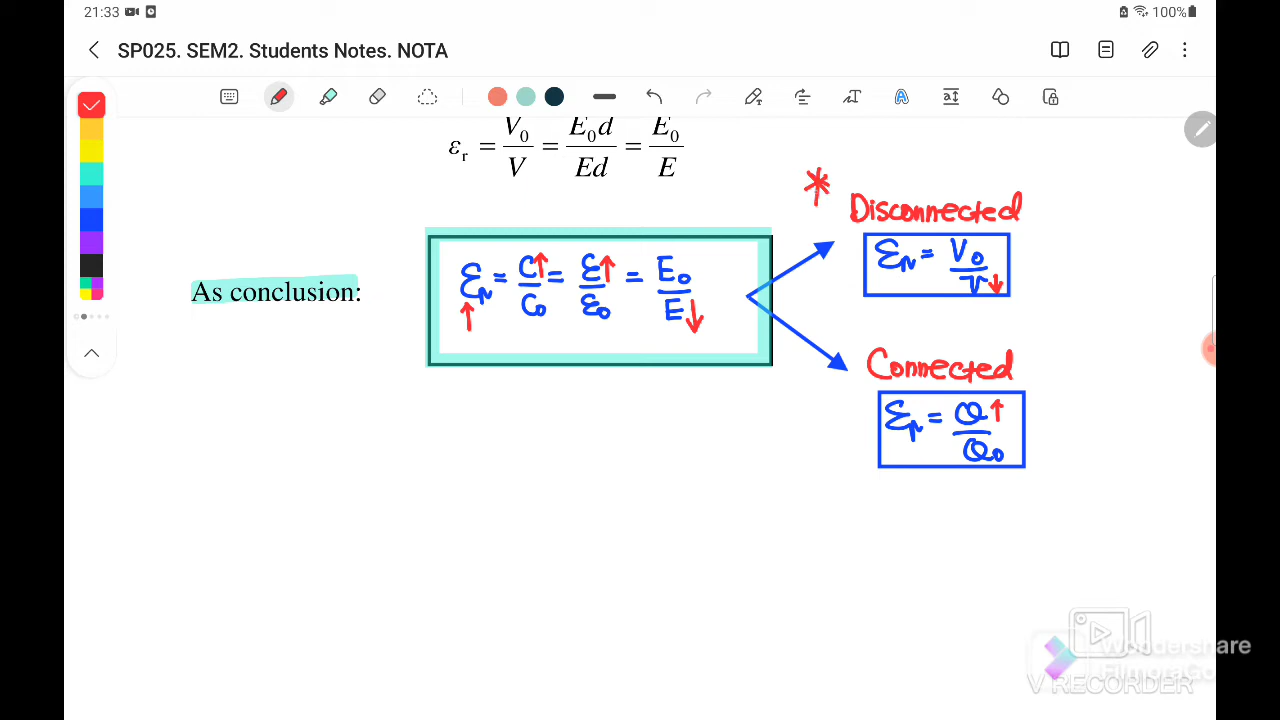 21:33 100%
SP025. SEM2. Students Notes. NOTA
εr = V0/V = E0d/Ed = E0/E
* Disconnected
εr = V0/V ↓
As conclusion:
εr ↑ = C ↑/C0 = ε ↑/ε0 = E0/E ↓
Connected
εr = Q ↑/Q0
Wondershare
FilmoraGo
V RECORDER